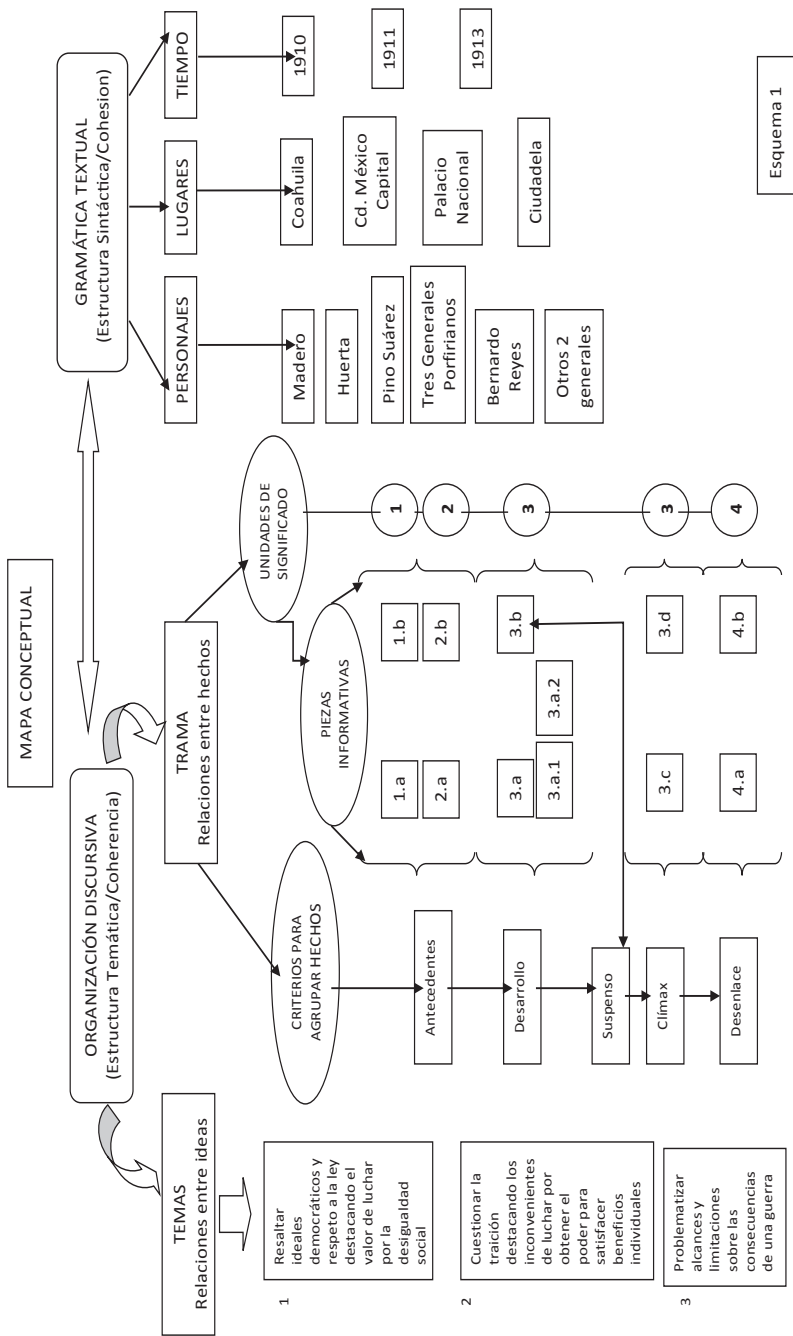 MAPA CONCEPTUAL
ORGANIZACIÓN DISCURSIVA
(Estructura Temática/Coherencia)
GRAMÁTICA TEXTUAL
(Estructura Sintáctica/Cohesion)
TEMAS
Relaciones entre ideas
1
Resaltar
ideales
democráticos y
respeto a la ley
destacando el
valor de luchar
por la
desigualdad
social
2
Cuestionar la
traición
destacando los
inconvenientes
de luchar por
obtener el
poder para
satisfacer
beneficios
individuales
3
Problematizar
alcances y
limitaciones
sobre las
consecuencias
de una guerra
TRAMA
Relaciones entre hechos
CRITERIOS PARA
AGRUPAR HECHOS
Antecedentes
Desarrollo
Suspenso
Clímax
Desenlace
PIEZAS
INFORMATIVAS
1.a
1.b
2.a
2.b
3.a
3.b
3.a.1
3.a.2
3.c
3.d
4.a
4.b
UNIDADES DE
SIGNIFICADO
1
2
3
3
4
PERSONAJES
Madero
Huerta
Pino Suárez
Tres Generales
Porfirianos
Bernardo
Reyes
Otros 2
generales
LUGARES
Coahuila
Cd. México
Capital
Palacio
Nacional
Ciudadela
TIEMPO
1910
1911
1913
Esquema 1